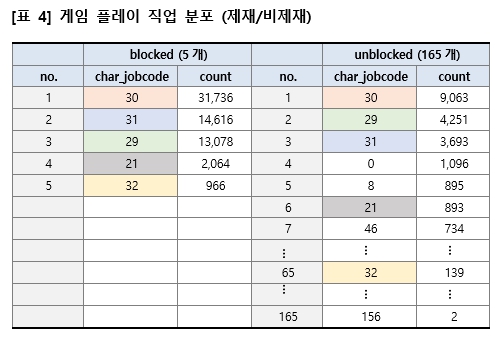 [표 4] 게임 플레이 직업 분포 (제재/비제재)
blocked (5 개) unblocked (165 개)
no. char_jobcode count no. char_jobcode count
1 30 31,736 1 30 9,063
2 31 14,616 2 29 4,251
3 29 13,078 3 31 3,693
4 21 2,064 4 0 1,096
5 32 966 5 8 895
6 21 893
7 46 734
⋮ ⋮ ⋮
65 32 139
⋮ ⋮ ⋮
165 156 2